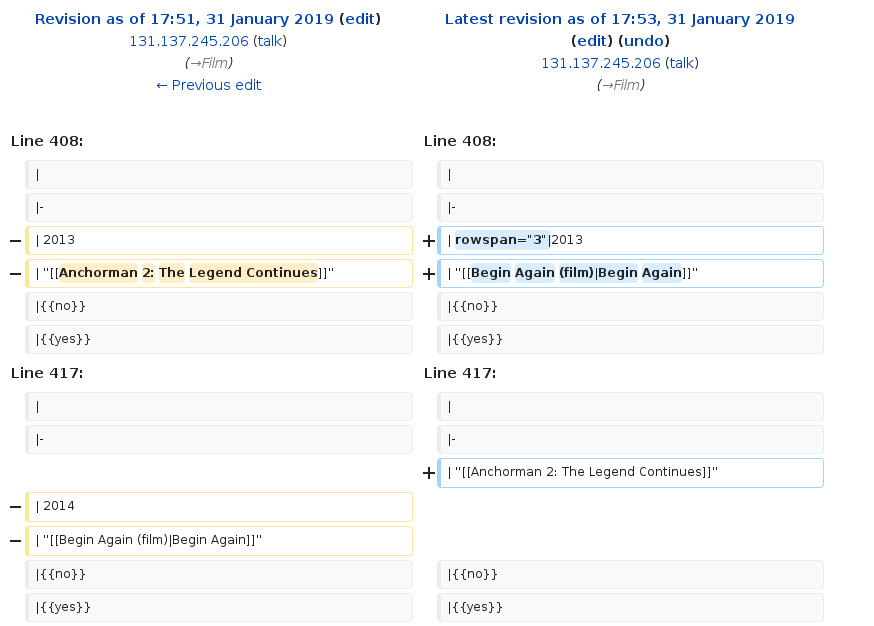 Revision as of 17:51, 31 January 2019 (edit)
131.137.245.206 (talk)
(→Film)
← Previous edit
Latest revision as of 17:53, 31 January 2019
(edit) (undo)
131.137.245.206 (talk)
(→Film)
Line 408:
Line 408:
|
|
|-
|-
− | 2013
+ | rowspan="3"|2013
− | ''[[Anchorman 2: The Legend Continues]]''
+ | ''[[Begin Again (film)|Begin Again]]''
|{{no}}
|{{no}}
|{{yes}}
|{{yes}}
Line 417:
Line 417:
|
|
|-
|-
+ | ''[[Anchorman 2: The Legend Continues]]''
− | 2014
− | ''[[Begin Again (film)|Begin Again]]''
|{{no}}
|{{no}}
|{{yes}}
|{{yes}}